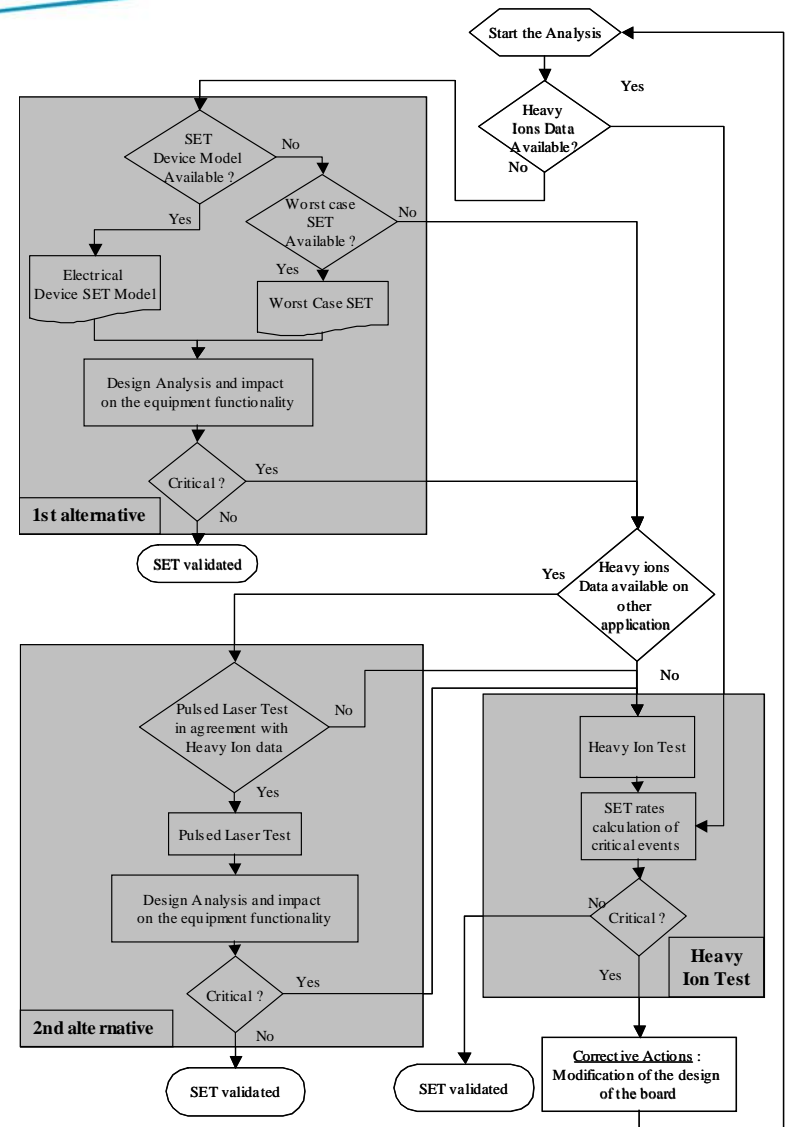 Start the Analysis
Yes
Heavy
Ions Data
Available?
No
SET
Device Model
Available ?
No
Yes
Worst case
SET
Available ?
No
Yes
Electrical
Device SET Model
Worst Case SET
Design Analysis and impact
on the equipment functionality
Critical ?
Yes
No
1st alternative
SET validated
Heavy ions
Data available on
other
application
Yes
No
Pulsed Laser Test
in agreement with
Heavy Ion data
No
Yes
Pulsed Laser Test
Design Analysis and impact
on the equipment functionality
Critical ?
Yes
No
2nd alternative
SET validated
Heavy Ion Test
SET rates
calculation of
critical events
No
Critical ?
Yes
Heavy
Ion Test
SET validated
Corrective Actions :
Modification of the design
of the board